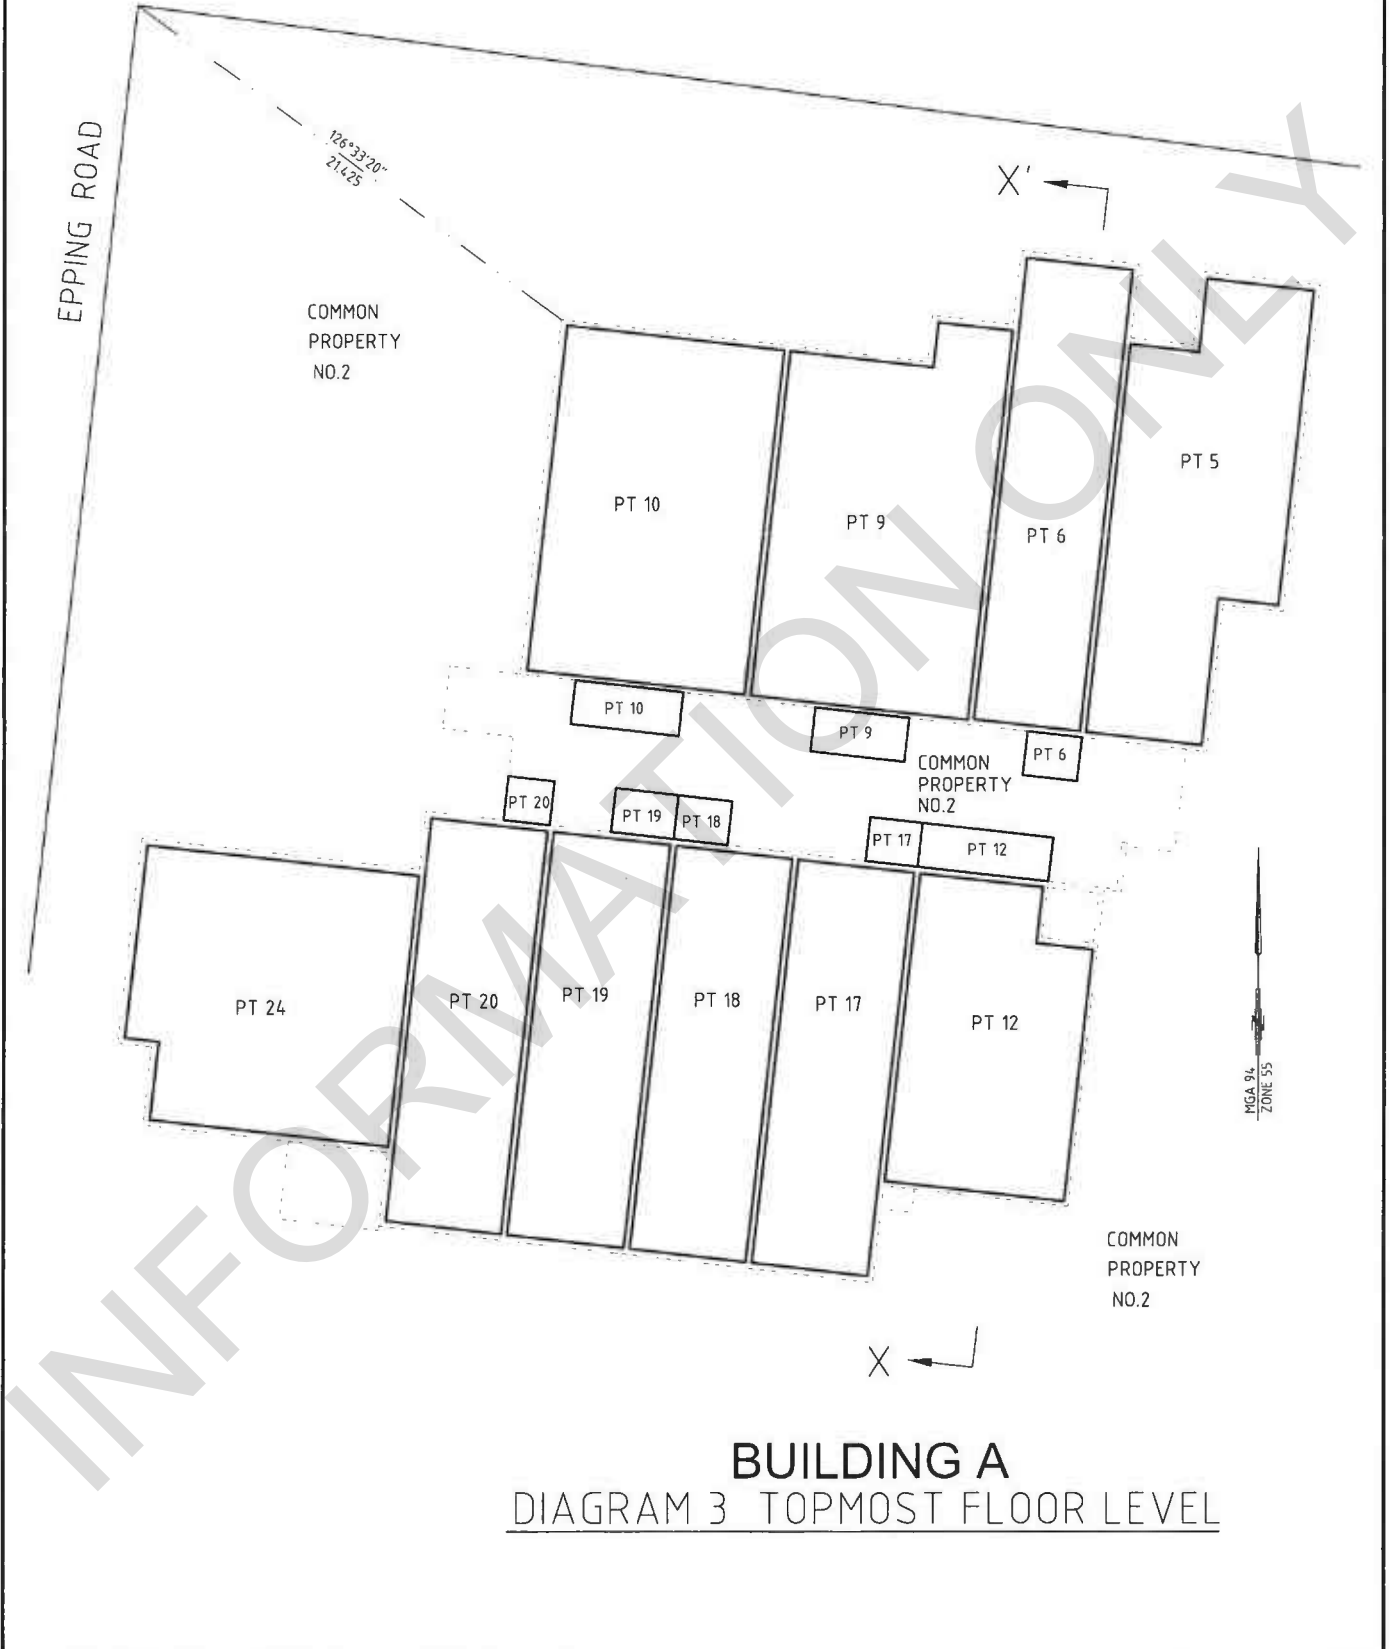 126°33'20"
21.425
EPPING ROAD
X'
COMMON
PROPERTY
NO.2
PT 5
PT 10
PT 9
PT 6
PT 10
PT 9
PT 6
COMMON
PROPERTY
NO.2
PT 20
PT 19
PT 18
PT 17
PT 12
PT 24
PT 20
PT 19
PT 18
PT 17
PT 12
MGA 94
ZONE 55
COMMON
PROPERTY
NO.2
X
BUILDING A
DIAGRAM 3 TOPMOST FLOOR LEVEL
INFORMATION ONLY